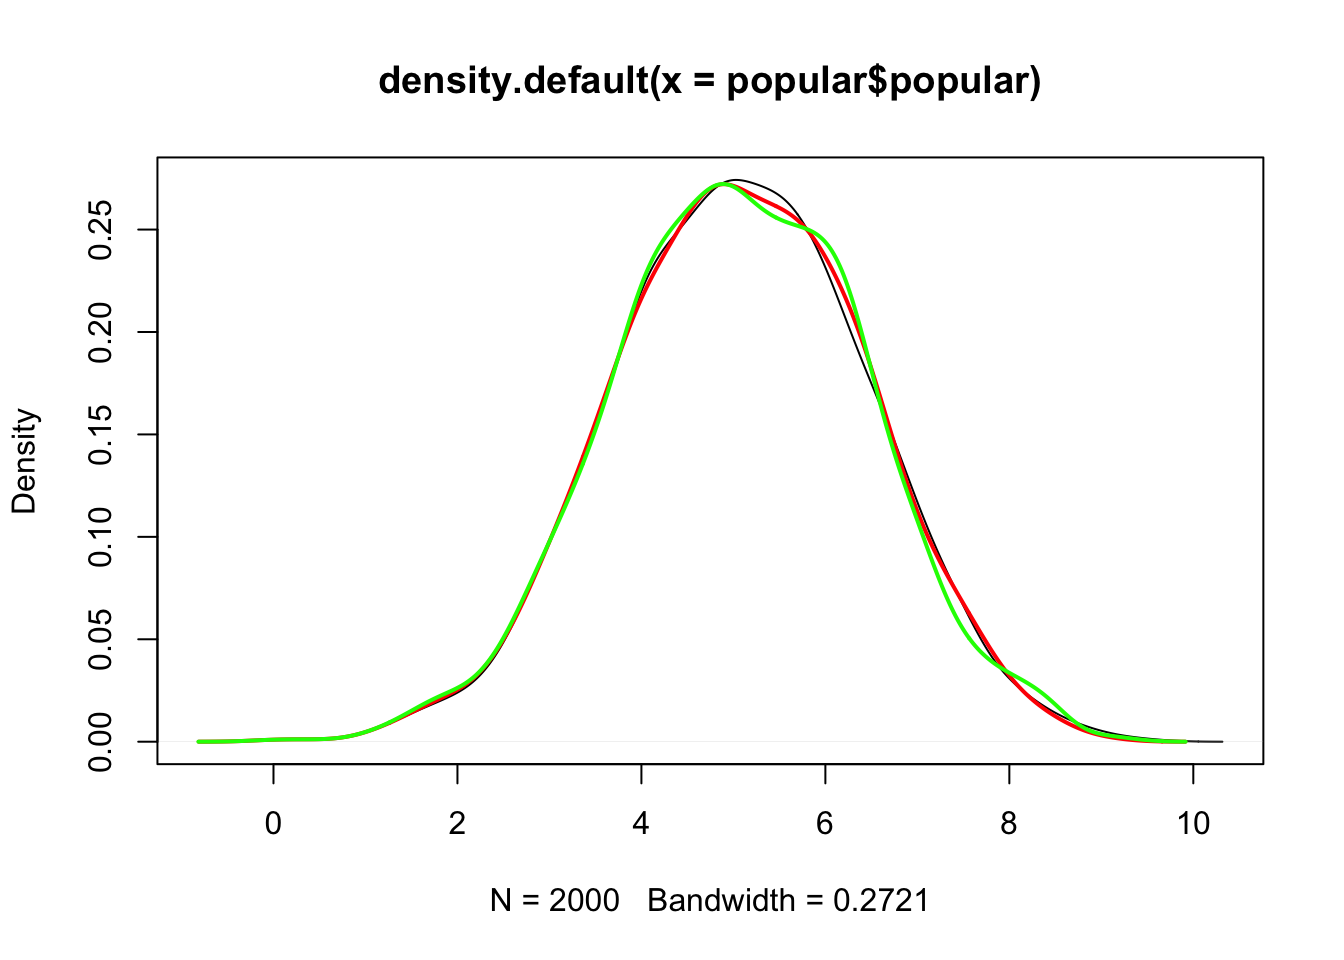 density.default(x = popular$popular)
0.25
0.20
0.15
0.10
0.05
0.00
Density
0 2 4 6 8 10
N = 2000 Bandwidth = 0.2721